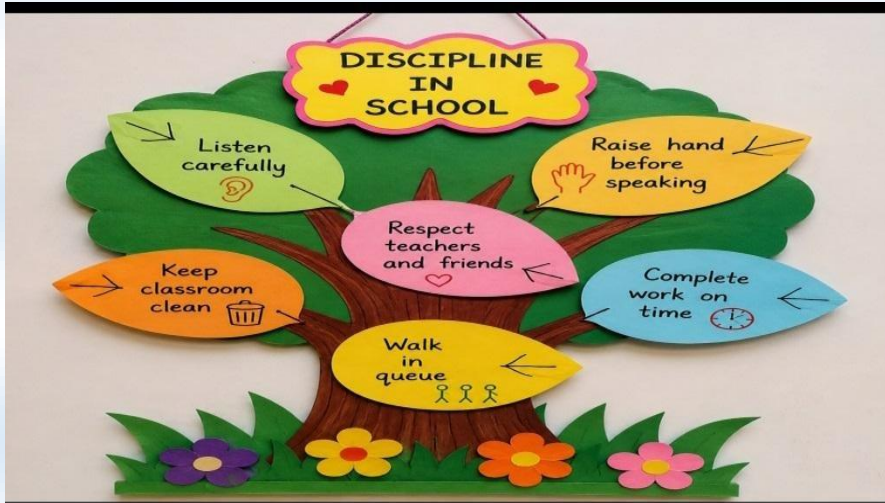 DISCIPLINE
IN
SCHOOL
Listen
carefully
Raise hand
before
speaking
Respect
teachers
and friends
Keep
classroom
clean
Complete
work on
time
Walk
in
queue